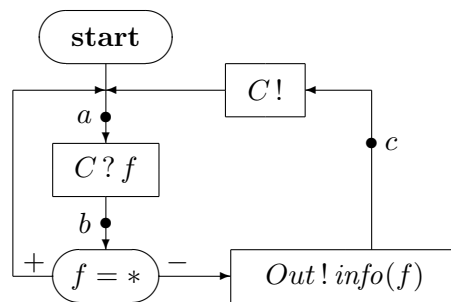 start
C !
a
c
C ? f
b
+ f = * −
Out ! info(f)